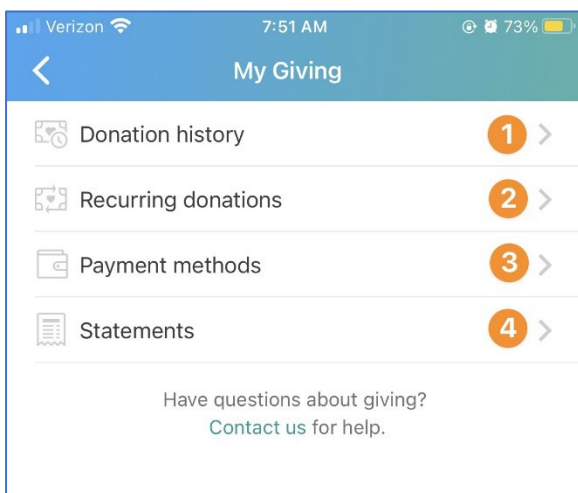 Verizon 7:51 AM 73%
My Giving
Donation history 1
Recurring donations 2
Payment methods 3
Statements 4
Have questions about giving?
Contact us for help.